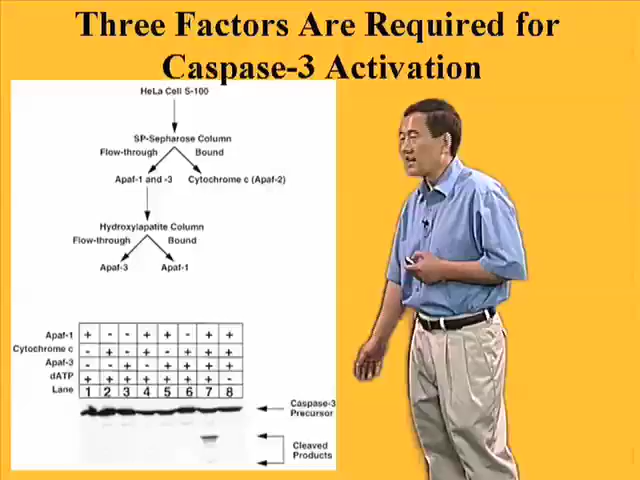 Three Factors Are Required for
Caspase-3 Activation
HeLa Cell S-100
SP-Sepharose Column
Flow-through Bound
Apaf-1 and -3 Cytochrome c (Apaf-2)
Hydroxylapatite Column
Flow-through Bound
Apaf-3 Apaf-1
Apaf-1 + - - + + - + +
Cytochrome c - + - + - + + +
Apaf-3 - - + - + + + +
dATP + + + + + + + -
Lane 1 2 3 4 5 6 7 8
Caspase-3
Precursor
Cleaved
Products